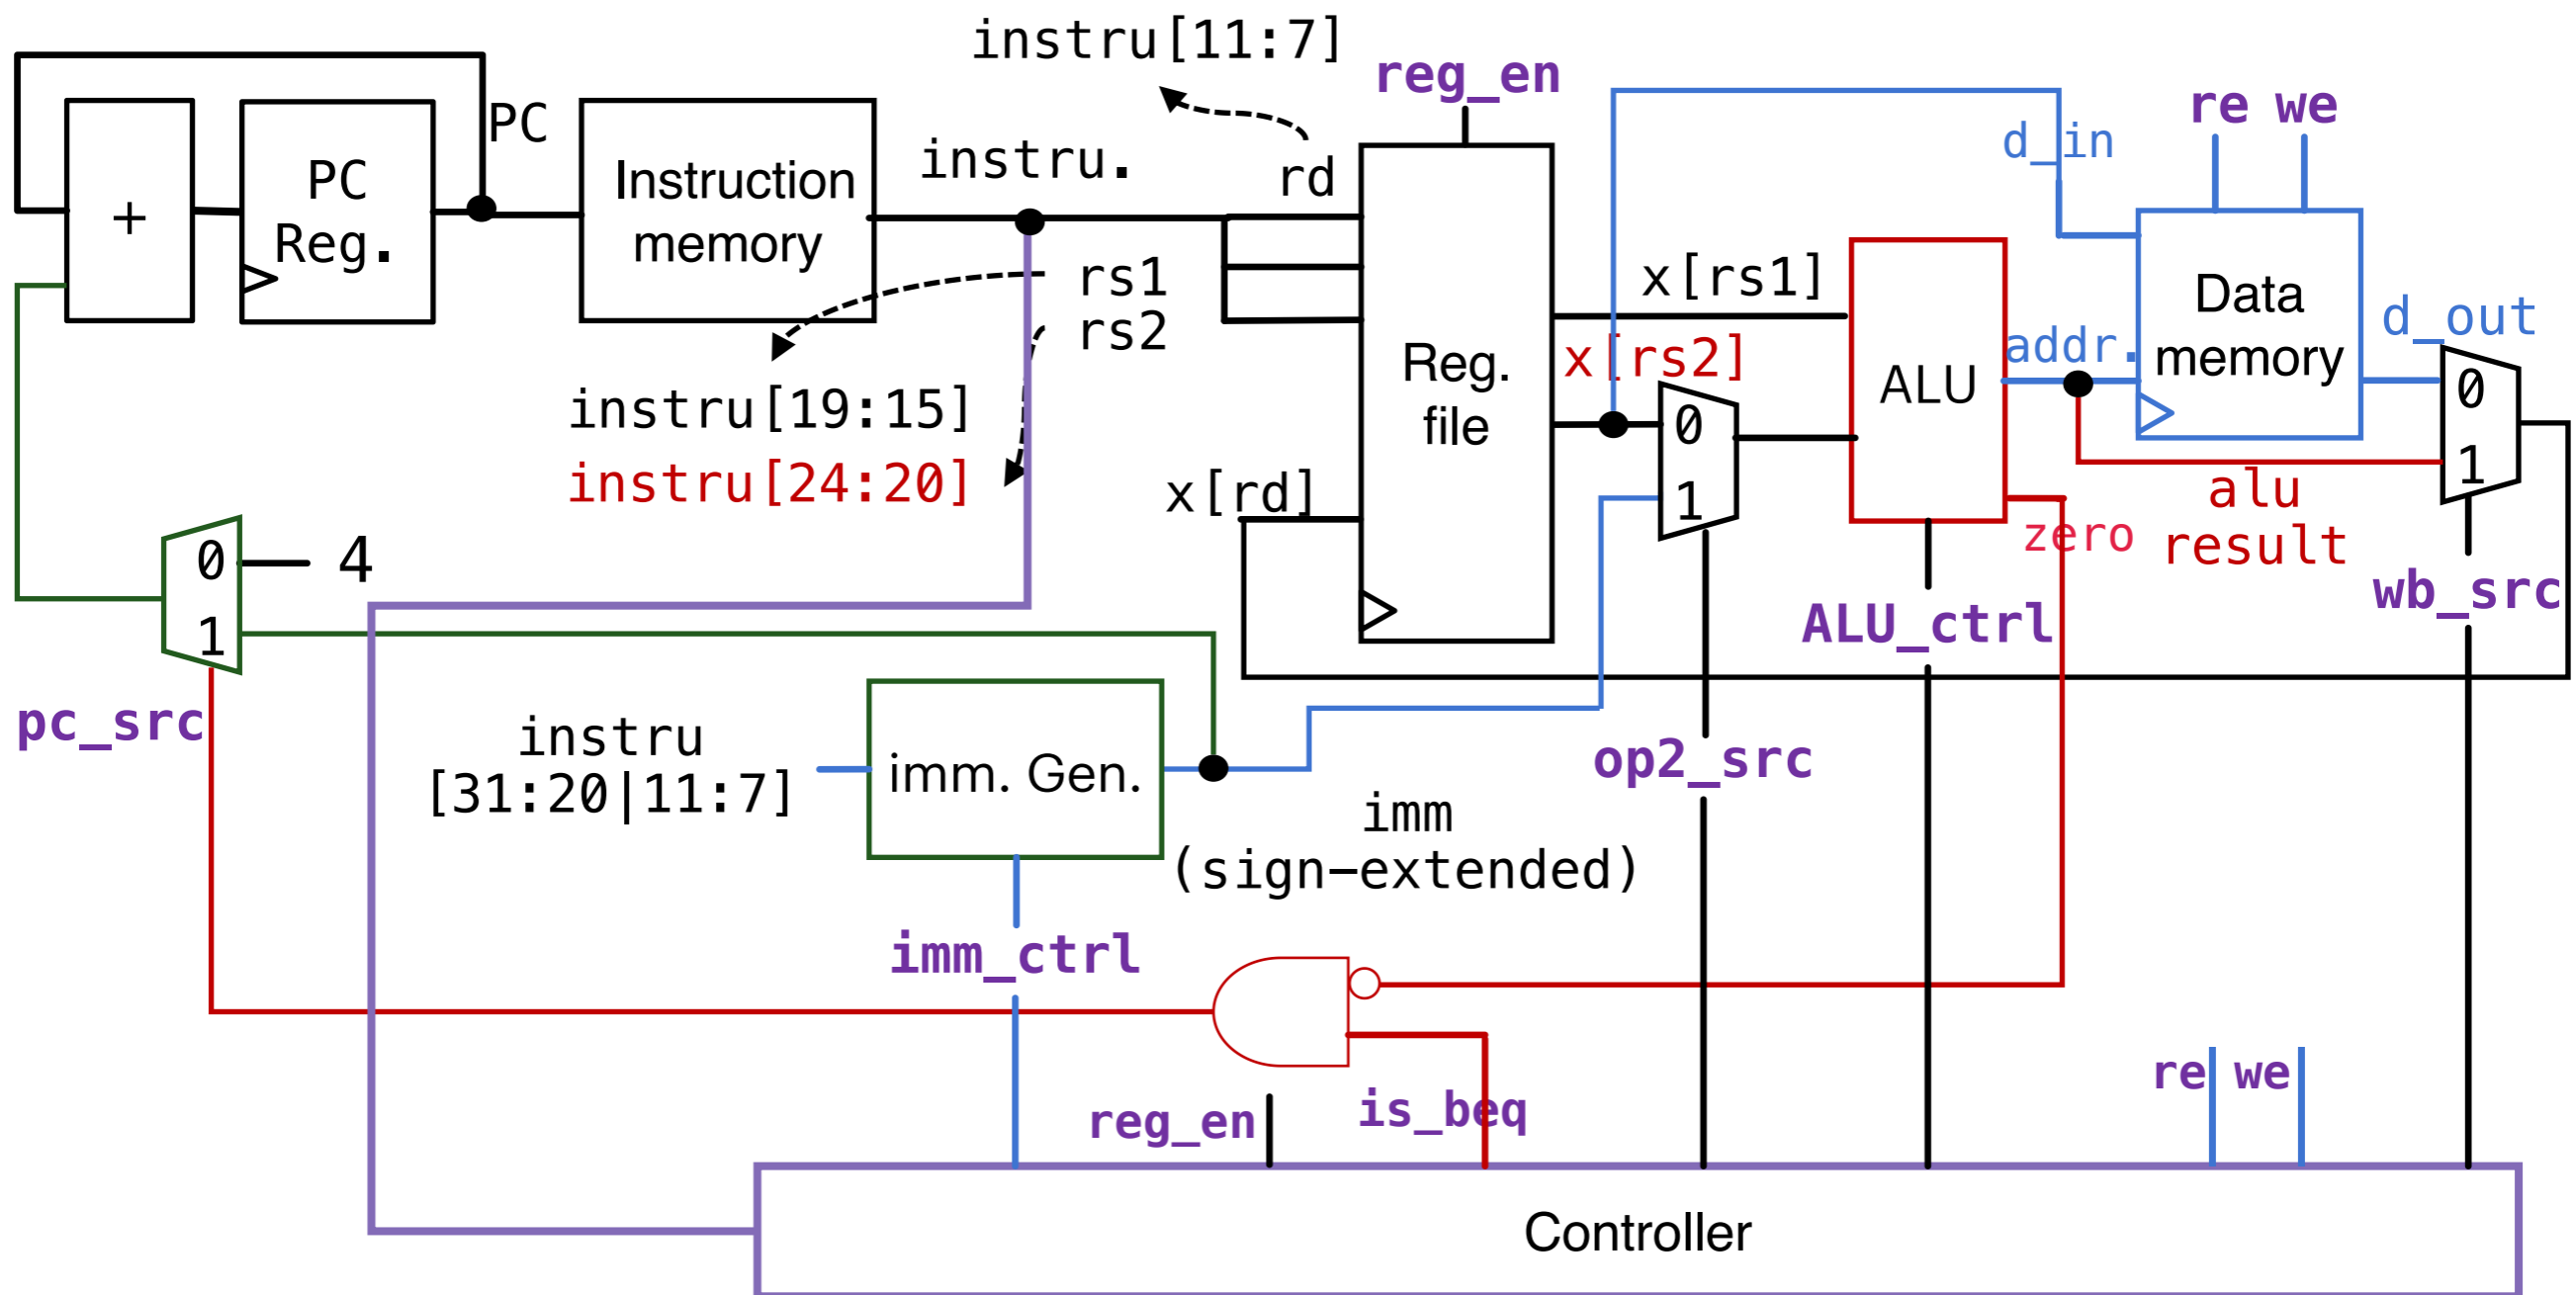 instru[11:7]
reg_en
re we
PC
d_in
instru.
rd
+
PC
Reg.
Instruction
memory
rs1
rs2
x[rs1]
x[rs2]
Reg.
file
ALU
addr.
Data
memory
d_out
0
1
0
1
instru[19:15]
instru[24:20]
x[rd]
alu
result
zero
0
1
4
wb_src
ALU_ctrl
pc_src
instru
[31:20|11:7]
imm. Gen.
op2_src
imm
(sign-extended)
imm_ctrl
reg_en
is_beq
re we
Controller